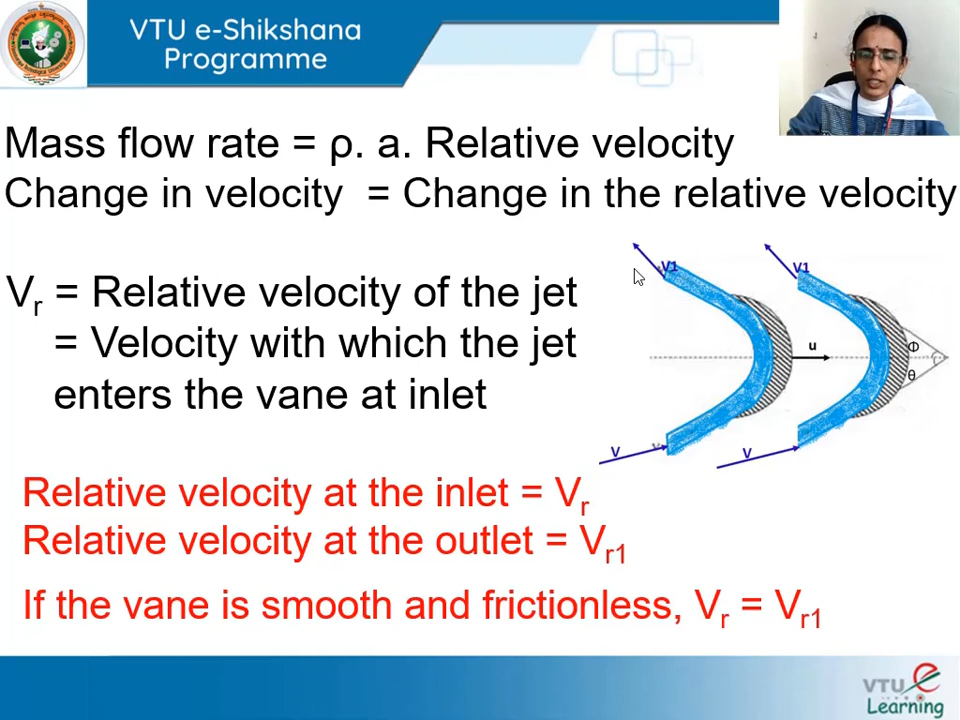 VTU e-Shikshana
Programme
Mass flow rate = ρ. a. Relative velocity
Change in velocity = Change in the relative velocity
Vr = Relative velocity of the jet
= Velocity with which the jet
enters the vane at inlet
V1
V1
u
Φ
θ
V
V
Relative velocity at the inlet = Vr
Relative velocity at the outlet = Vr1
If the vane is smooth and frictionless, Vr = Vr1
VTU e
Learning